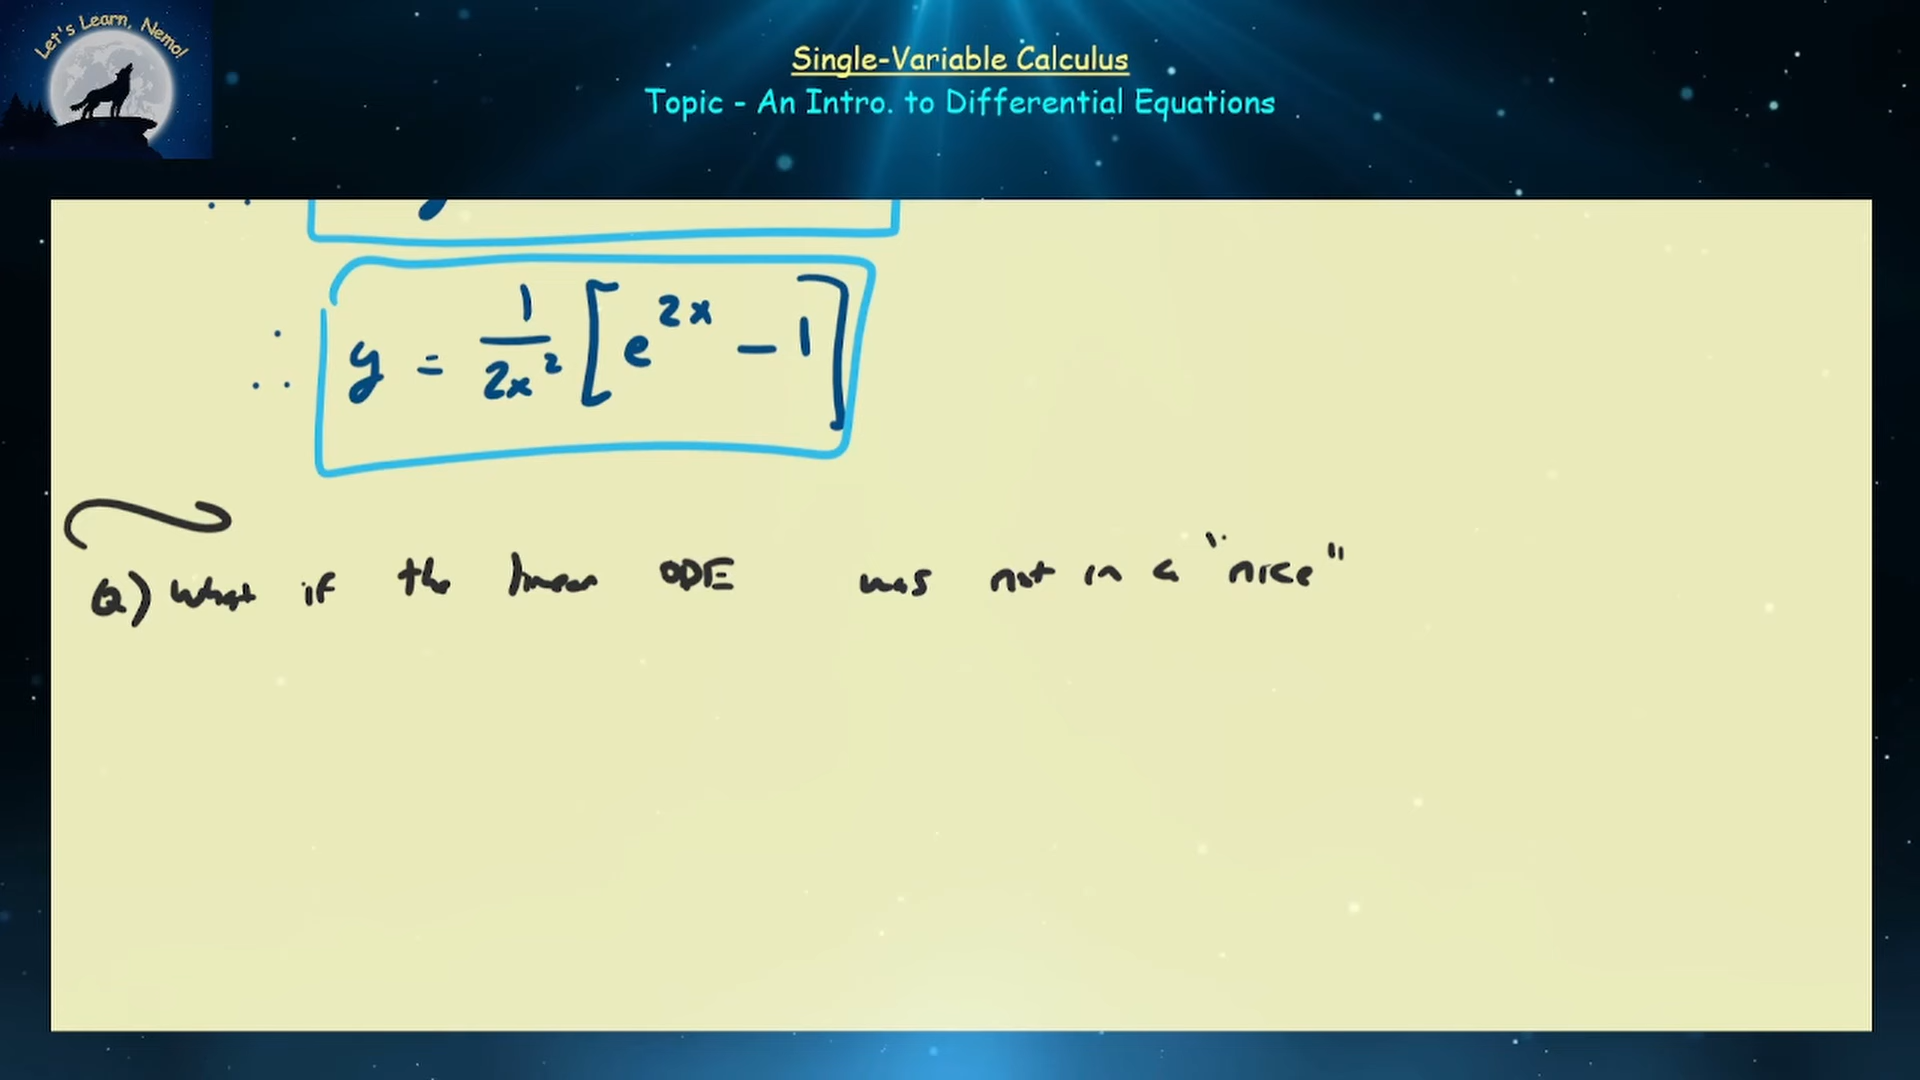 Let's Learn, Nemo!
Single-Variable Calculus
Topic - An Intro. to Differential Equations
∴ y = 1/2x² [e^2x - 1]
Q) What if the linear ODE was not in a "nice"